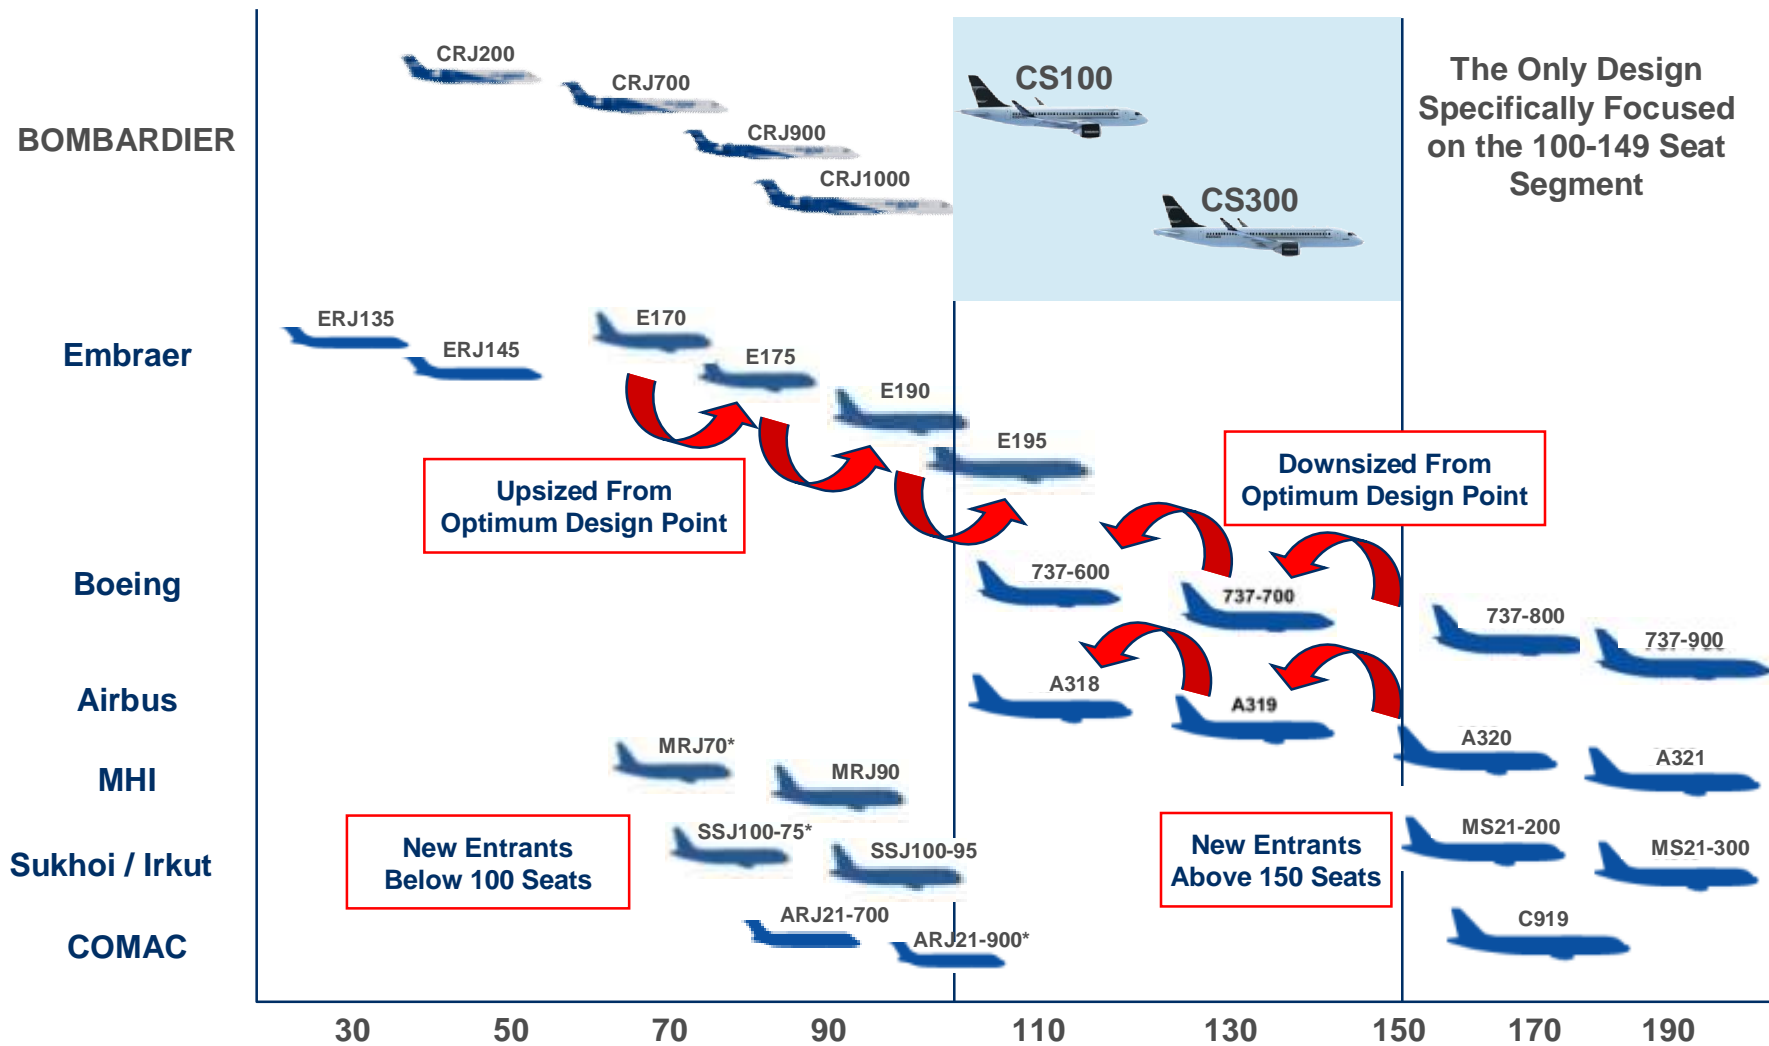 CRJ200
CRJ700
CRJ900
CRJ1000
BOMBARDIER
CS100
CS300
The Only Design
Specifically Focused
on the 100-149 Seat
Segment
Embraer
ERJ135
ERJ145
E170
E175
E190
E195
Upsized From
Optimum Design Point
Downsized From
Optimum Design Point
Boeing
737-600
737-700
737-800
737-900
Airbus
A318
A319
A320
A321
MHI
MRJ70*
MRJ90
Sukhoi / Irkut
SSJ100-75*
SSJ100-95
MS21-200
MS21-300
New Entrants
Below 100 Seats
New Entrants
Above 150 Seats
COMAC
ARJ21-700
ARJ21-900*
C919
30 50 70 90 110 130 150 170 190